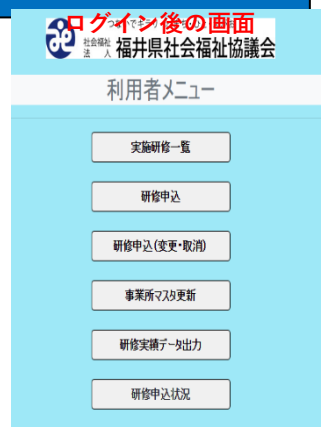 ログイン後の画面
社会福祉
法人
福井県社会福祉協議会
利用者メニュー
実施研修一覧
研修申込
研修申込(変更・取消)
事業所マスタ更新
研修実績データ出力
研修申込状況